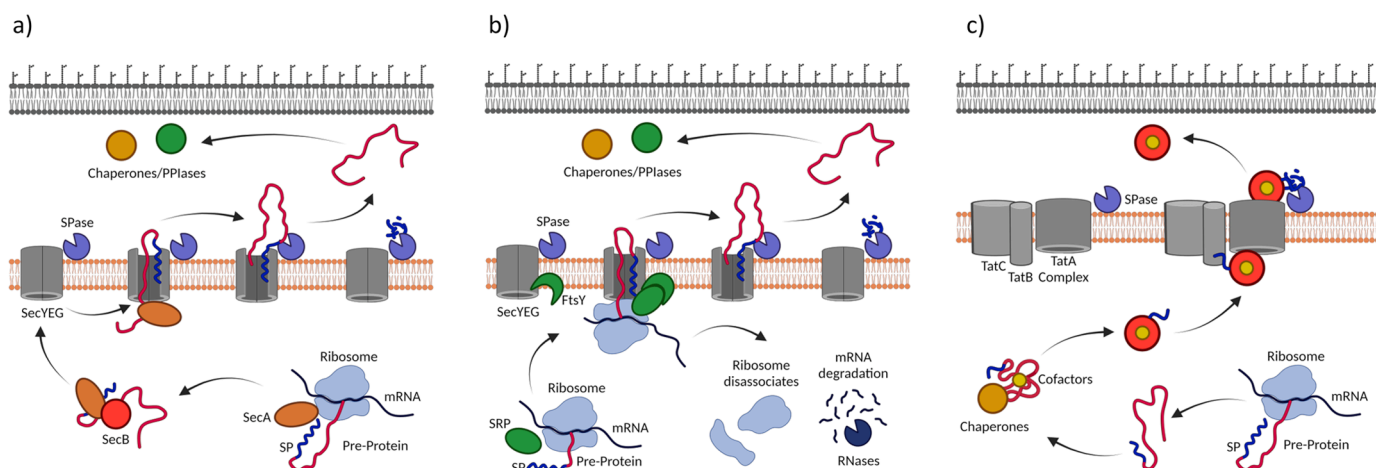 a)
Chaperones/PPIases
SPase
SecYEG
Ribosome
mRNA
SecA
SecB
SP
Pre-Protein
b)
Chaperones/PPIases
SPase
FtsY
SecYEG
Ribosome
disassociates
mRNA
degradation
Ribosome
SRP
mRNA
SP
Pre-Protein
RNases
c)
SPase
TatC
TatB
TatA
Complex
Ribosome
Cofactors
mRNA
Chaperones
SP
Pre-Protein